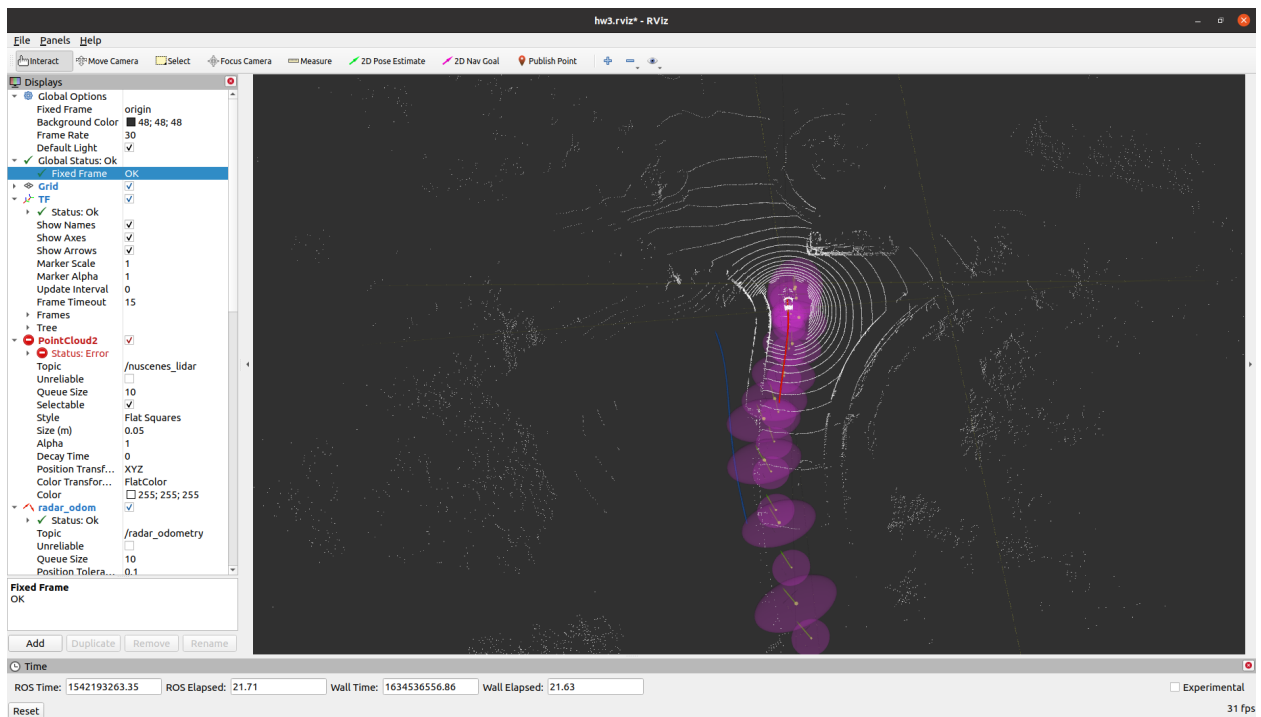 hw3.rviz* - RViz
File Panels Help
Interact Move Camera Select Focus Camera Measure 2D Pose Estimate 2D Nav Goal Publish Point
Displays
Global Options
Fixed Frame origin
Background Color 48; 48; 48
Frame Rate 30
Default Light
Global Status: Ok
Fixed Frame OK
Grid
TF
Status: Ok
Show Names
Show Axes
Show Arrows
Marker Scale 1
Marker Alpha 1
Update Interval 0
Frame Timeout 15
Frames
Tree
PointCloud2
Status: Error
Topic /nuscenes_lidar
Unreliable
Queue Size 10
Selectable
Style Flat Squares
Size (m) 0.05
Alpha 1
Decay Time 0
Position Transf... XYZ
Color Transfor... FlatColor
Color 255; 255; 255
radar_odom
Status: Ok
Topic /radar_odometry
Unreliable
Queue Size 10
Position Tolera... 0.1
Fixed Frame
OK
Add Duplicate Remove Rename
Time
ROS Time: 1542193263.35 ROS Elapsed: 21.71 Wall Time: 1634536556.86 Wall Elapsed: 21.63 Experimental
Reset 31 fps